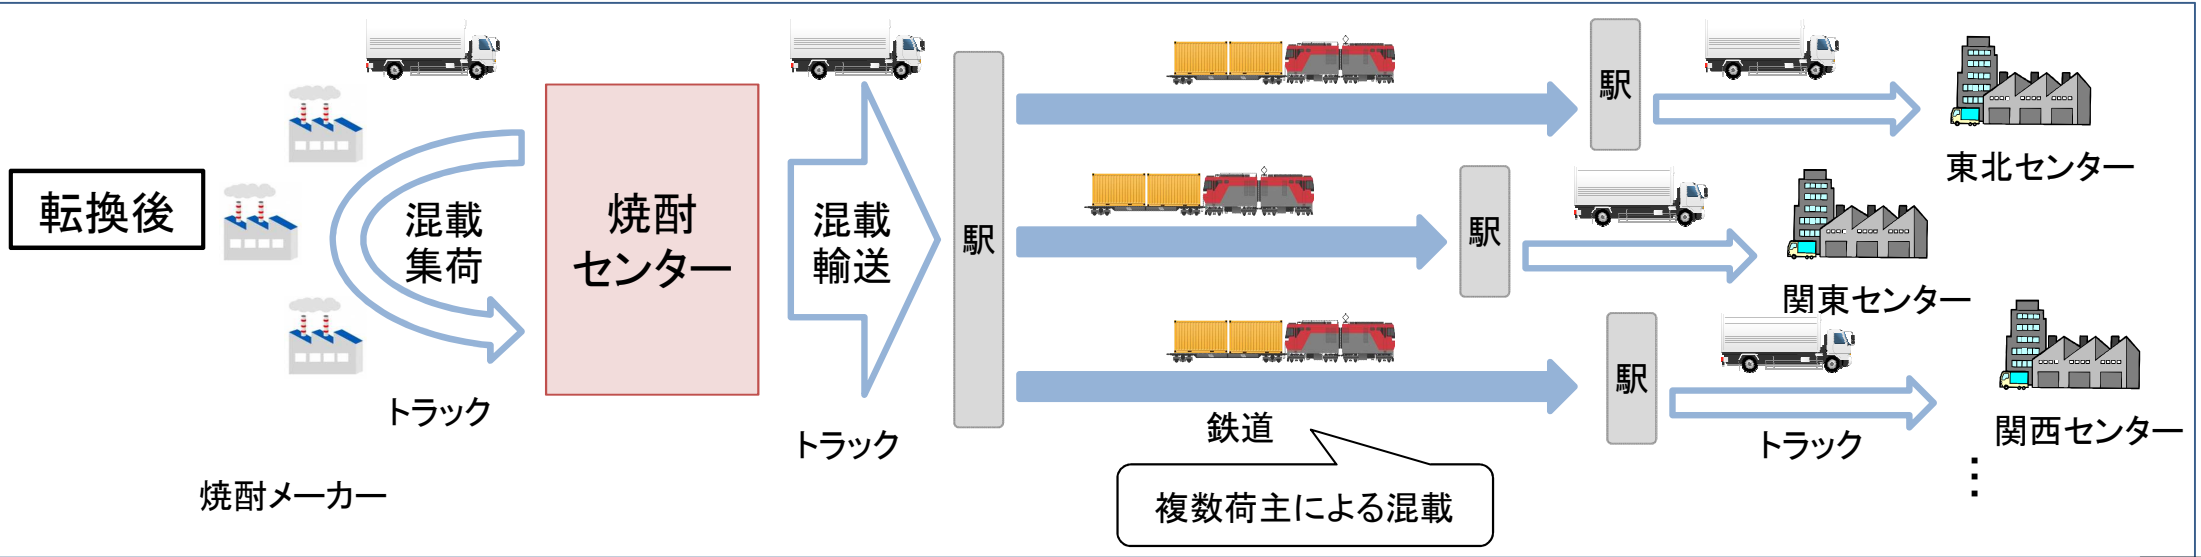 転換後
混載
集荷
トラック
焼酎メーカー
焼酎
センター
混載
輸送
トラック
駅
鉄道
複数荷主による混載
駅
東北センター
駅
関東センター
駅
トラック
関西センター
⋮